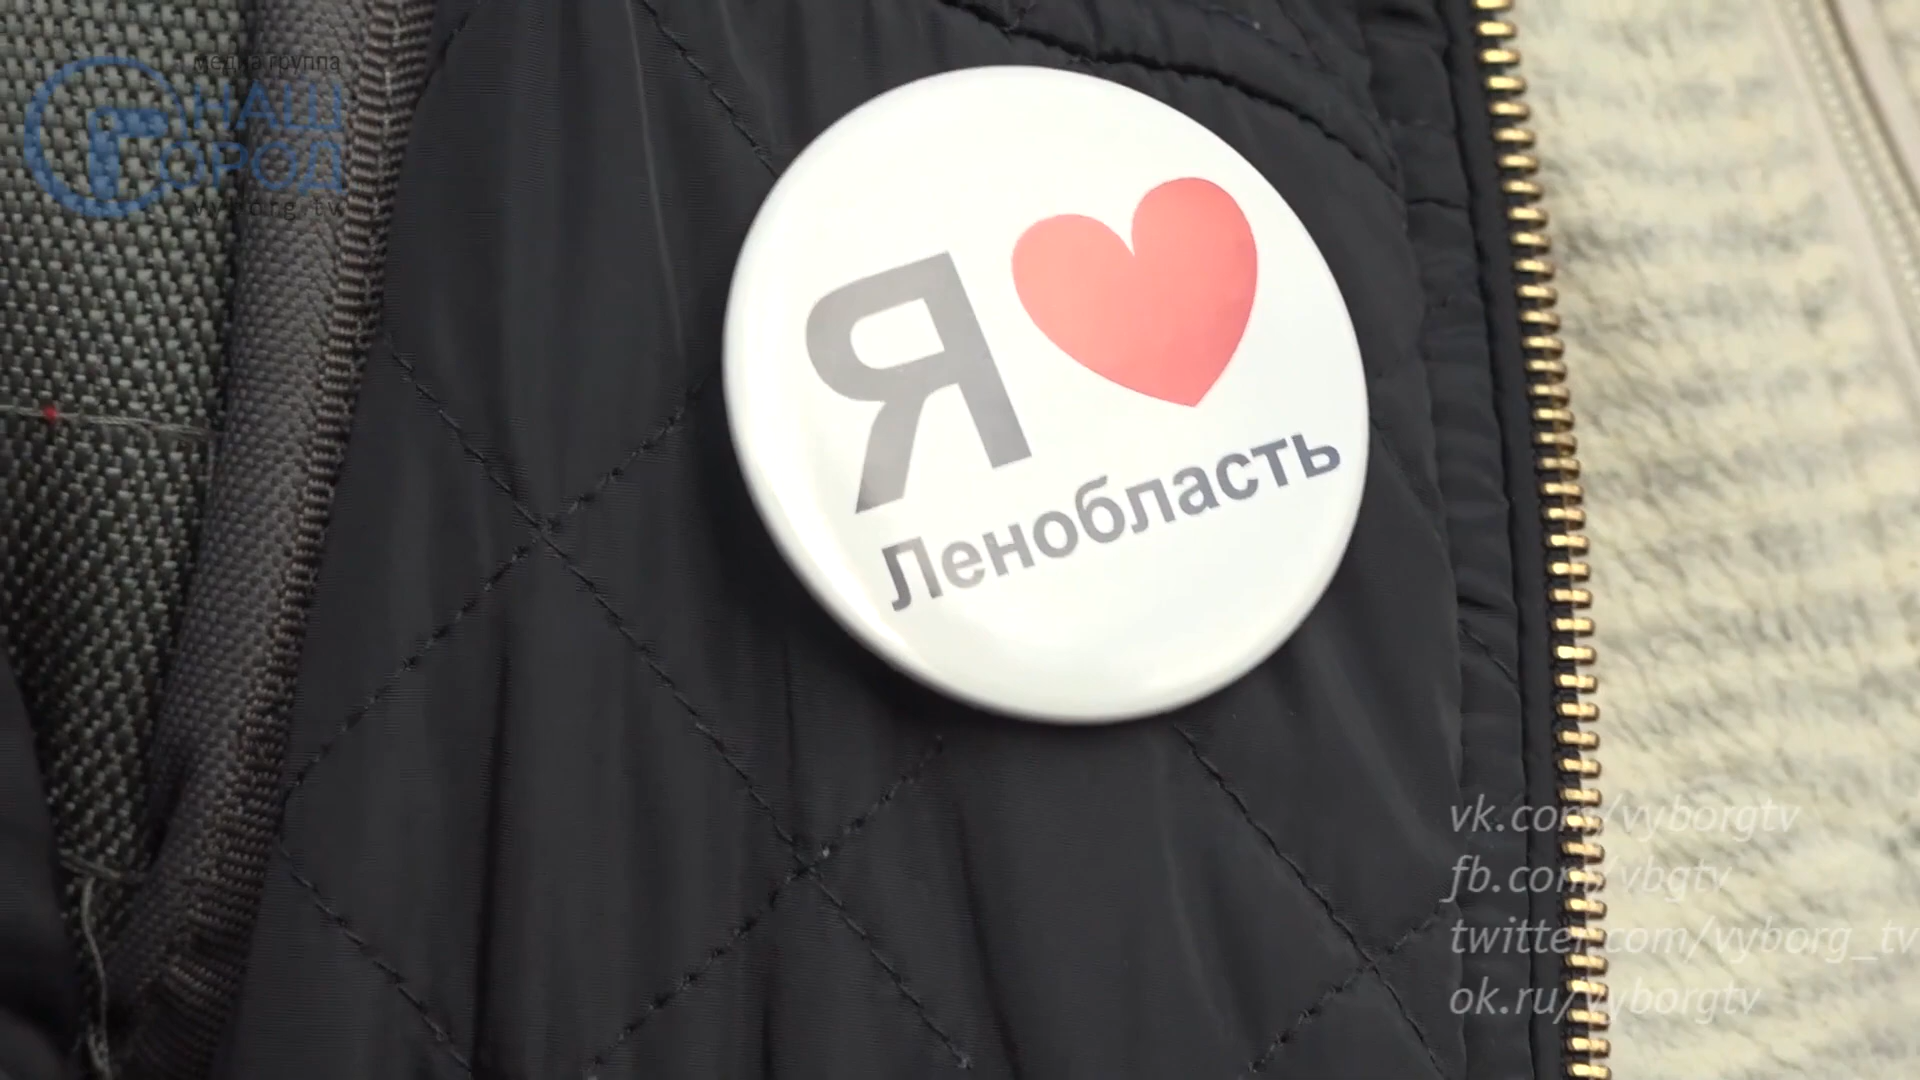 медиа группа
НАШ
ГОРОД
vyborg.tv
Я
Ленобласть
vk.com/vyborgtv
fb.com/vbgtv
twitter.com/vyborg_tv
ok.ru/vyborgtv